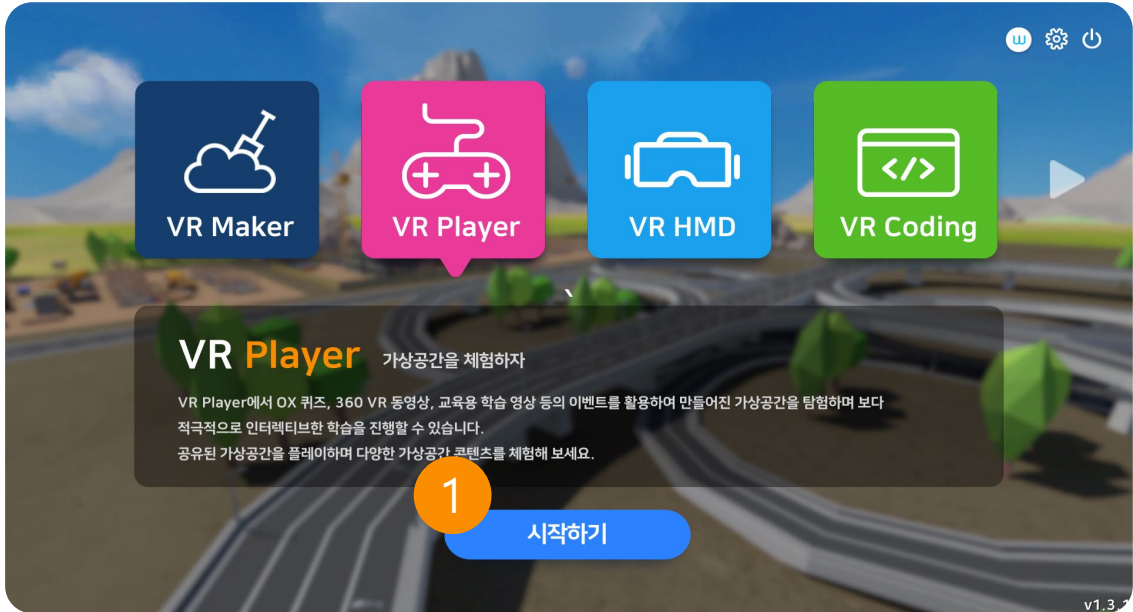 w
VR Maker
VR Player
VR HMD
</>
VR Coding
VR Player 가상공간을 체험하자
VR Player에서 OX 퀴즈, 360 VR 동영상, 교육용 학습 영상 등의 이벤트를 활용하여 만들어진 가상공간을 탐험하며 보다
적극적으로 인터렉티브한 학습을 진행할 수 있습니다.
공유된 가상공간을 플레이하며 다양한 가상공간 콘텐츠를 체험해 보세요.
1
시작하기
v1.3.1